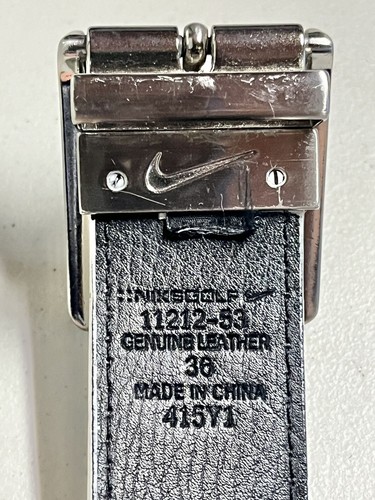 ::NIKEGOLF
11212-53
GENUINE LEATHER
36
MADE IN CHINA
415Y1